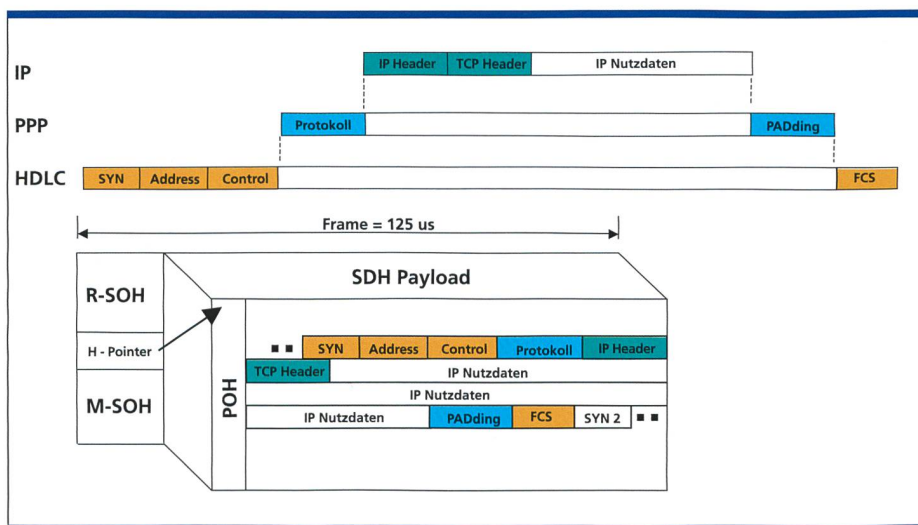 IP
IP Header TCP Header IP Nutzdaten
PPP
Protokoll PADding
HDLC
SYN Address Control FCS
Frame = 125 us
SDH Payload
R-SOH
H - Pointer
M-SOH
POH
SYN Address Control Protokoll IP Header
TCP Header IP Nutzdaten
IP Nutzdaten
IP Nutzdaten PADding FCS SYN 2